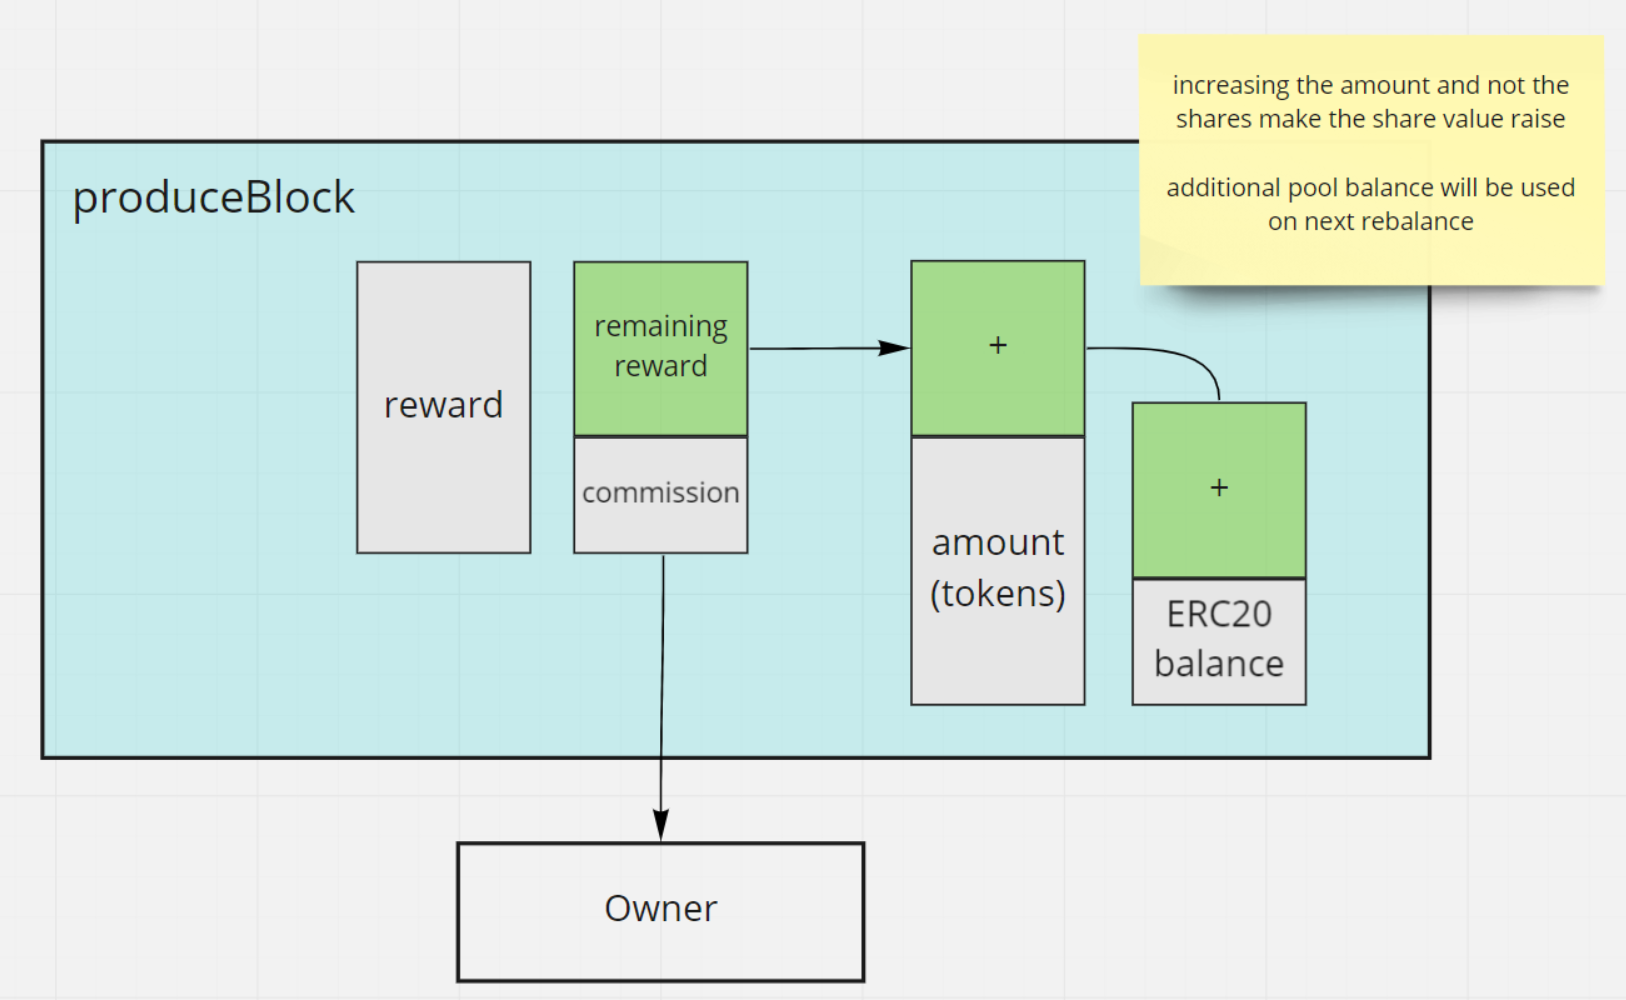 increasing the amount and not the
shares make the share value raise
additional pool balance will be used
on next rebalance
produceBlock
reward
remaining
reward
commission
+
amount
(tokens)
+
ERC20
balance
Owner